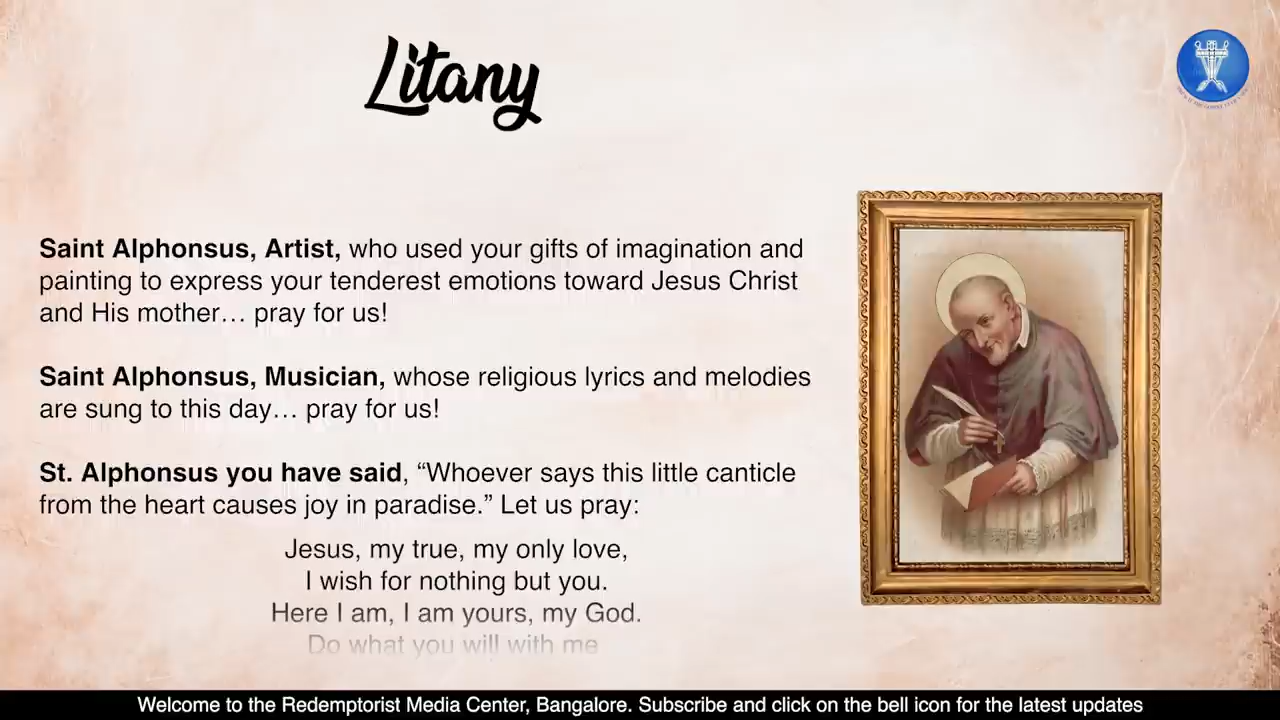 Litany
Saint Alphonsus, Artist, who used your gifts of imagination and
painting to express your tenderest emotions toward Jesus Christ
and His mother… pray for us!
Saint Alphonsus, Musician, whose religious lyrics and melodies
are sung to this day… pray for us!
St. Alphonsus you have said, “Whoever says this little canticle
from the heart causes joy in paradise.” Let us pray:
Jesus, my true, my only love,
I wish for nothing but you.
Here I am, I am yours, my God.
Do what you will with me
Welcome to the Redemptorist Media Center, Bangalore. Subscribe and click on the bell icon for the latest updates